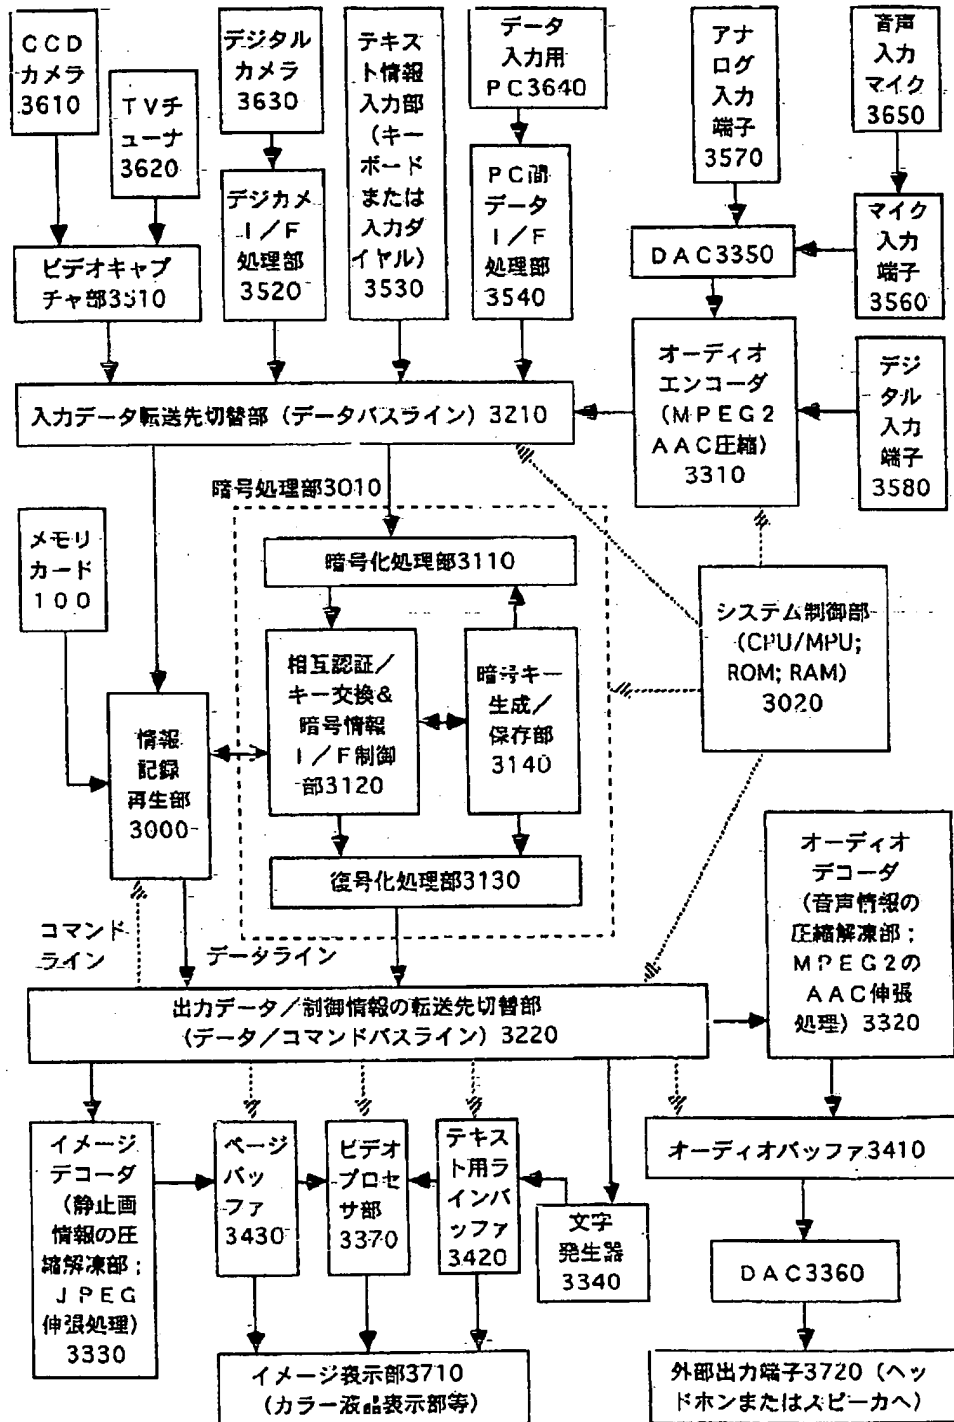 CCD
カメラ
3610
TVチ
ューナ
3620
デジタル
カメラ
3630
テキス
ト情報
入力部
(キー
ボード
または
入力ダ
イヤル)
3530
データ
入力用
PC3640
アナ
ログ
入力
端子
3570
音声
入力
マイク
3650
デジカメ
I/F
処理部
3520
PC間
データ
I/F
処理部
3540
マイク
入力
端子
3560
DAC3350
ビデオキャプ
チャ部3510
オーディオ
エンコーダ
(MPEG2
AAC圧縮)
3310
デジ
タル
入力
端子
3580
入力データ転送先切替部(データバスライン)3210
暗号処理部3010
メモリ
カード
100
暗号化処理部3110
システム制御部
(CPU/MPU;
ROM; RAM)
3020
相互認証/
キー交換&
暗号情報
I/F制御
部3120
暗号キー
生成/
保存部
3140
情報
記録
再生部
3000
復号化処理部3130
オーディオ
デコーダ
(音声情報の
圧縮解凍部;
MPEG2の
AAC伸張
処理)3320
コマンド
ライン
データライン
出力データ/制御情報の転送先切替部
(データ/コマンドバスライン)3220
イメージ
デコーダ
(静止画
情報の圧
縮解凍部;
JPEG
伸張処理)
3330
ページ
バッ
ファ
3430
ビデオ
プロセ
サ部
3370
テキス
ト用ラ
インバ
ッファ
3420
文字
発生器
3340
オーディオバッファ3410
DAC3360
イメージ表示部3710
(カラー液晶表示部等)
外部出力端子3720(ヘッ
ドホンまたはスピーカへ)